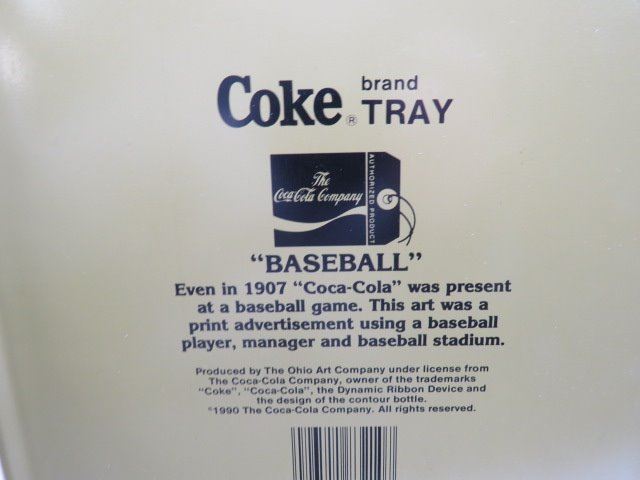 Coke® brand TRAY
The
Coca-Cola Company
AUTHORIZED PRODUCT
"BASEBALL"
Even in 1907 "Coca-Cola" was present
at a baseball game. This art was a
print advertisement using a baseball
player, manager and baseball stadium.
Produced by The Ohio Art Company under license from
The Coca-Cola Company, owner of the trademarks
"Coke", "Coca-Cola", the Dynamic Ribbon Device and
the design of the contour bottle.
©1990 The Coca-Cola Company. All rights reserved.